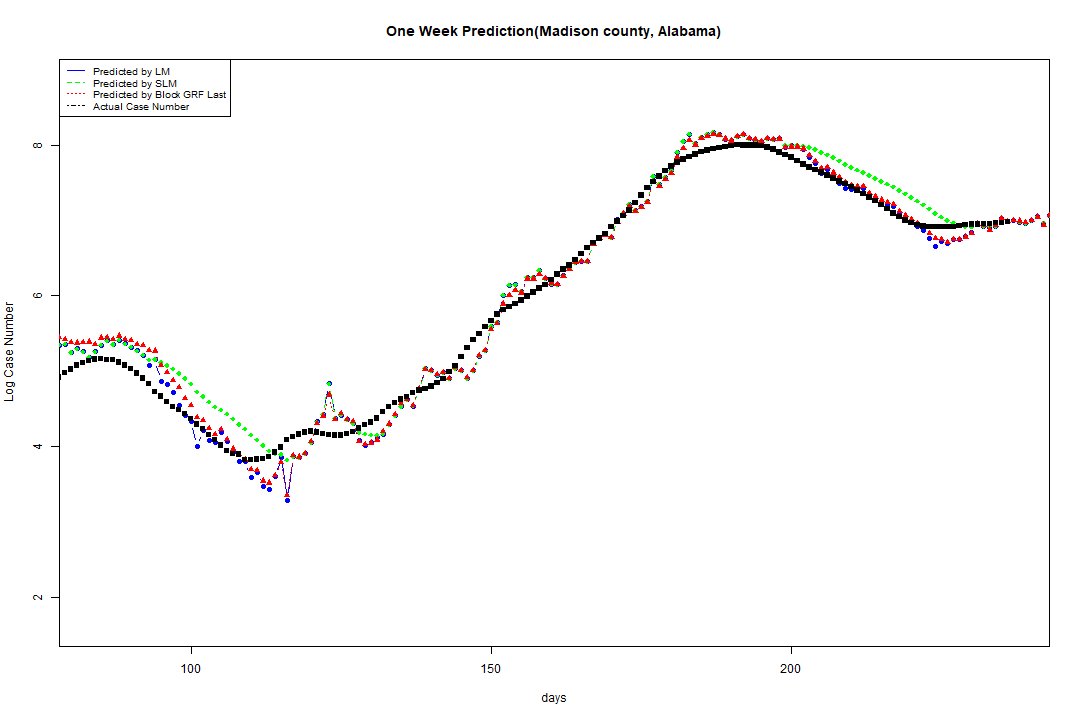 One Week Prediction(Madison county, Alabama)
Predicted by LM
Predicted by SLM
Predicted by Block GRF Last
Actual Case Number
8
6
4
2
Log Case Number
100 150 200
days